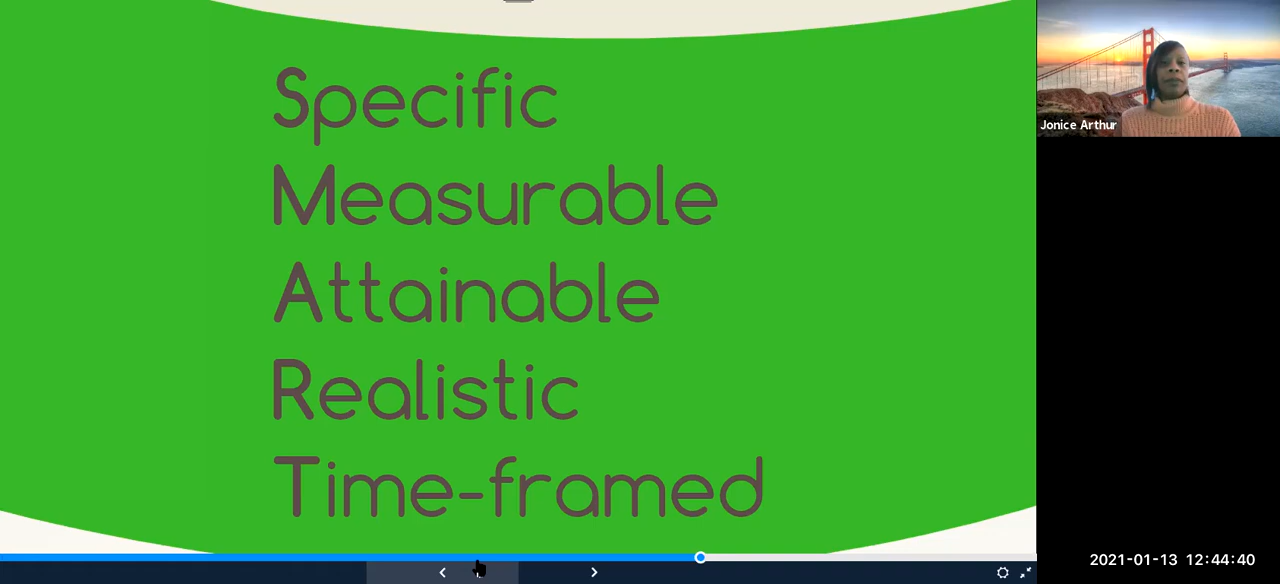 Specific
Measurable
Attainable
Realistic
Time-framed
Jonice Arthur
2021-01-13 12:44:40